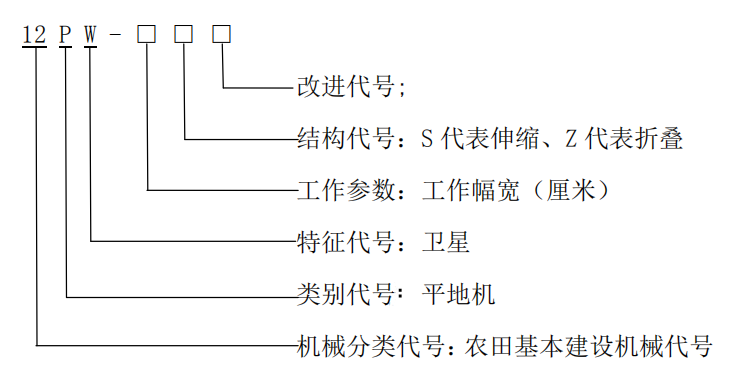 12 P W - □ □ □
改进代号;
结构代号：S 代表伸缩、Z 代表折叠
工作参数：工作幅宽（厘米）
特征代号：卫星
类别代号：平地机
机械分类代号：农田基本建设机械代号